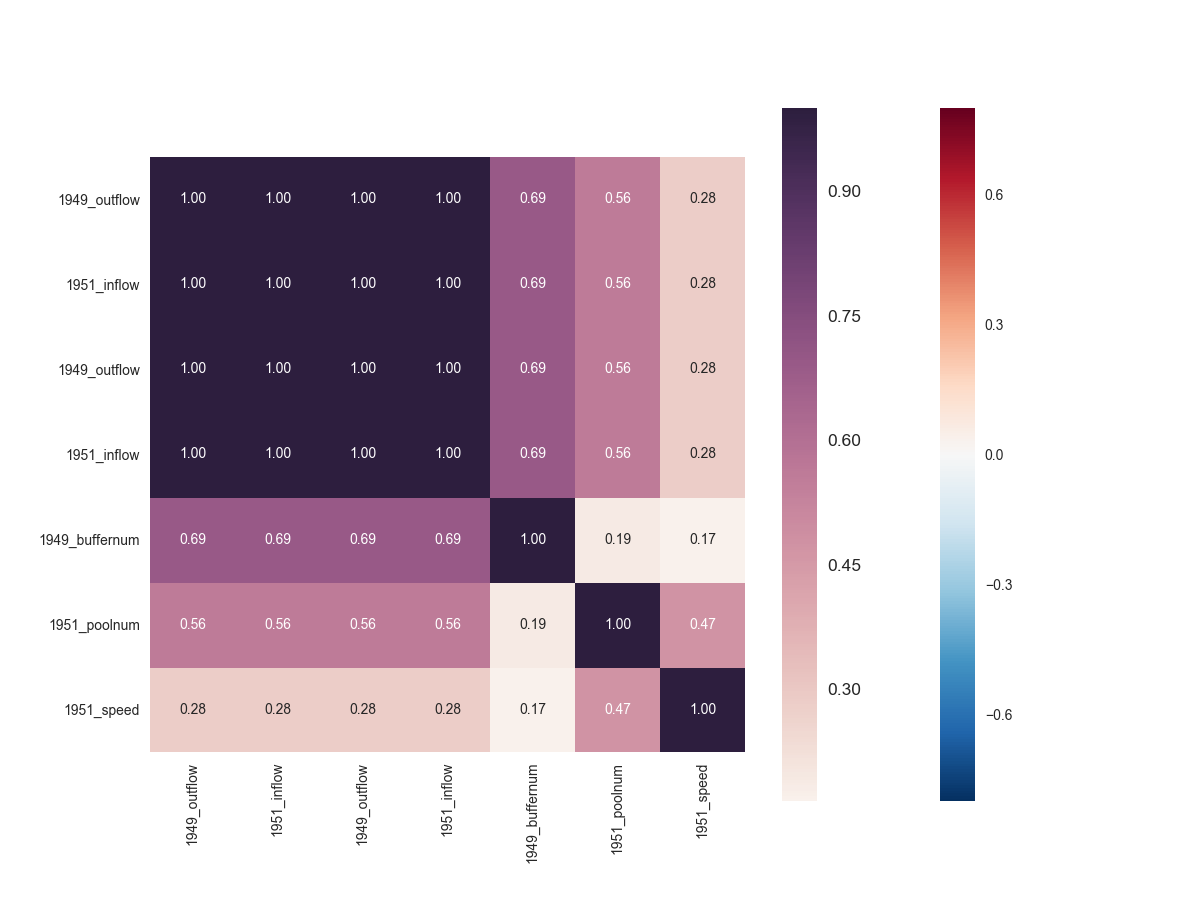 1949_outflow 1.00 1.00 1.00 1.00 0.69 0.56 0.28
1951_inflow 1.00 1.00 1.00 1.00 0.69 0.56 0.28
1949_outflow 1.00 1.00 1.00 1.00 0.69 0.56 0.28
1951_inflow 1.00 1.00 1.00 1.00 0.69 0.56 0.28
1949_buffernum 0.69 0.69 0.69 0.69 1.00 0.19 0.17
1951_poolnum 0.56 0.56 0.56 0.56 0.19 1.00 0.47
1951_speed 0.28 0.28 0.28 0.28 0.17 0.47 1.00
1949_outflow
1951_inflow
1949_outflow
1951_inflow
1949_buffernum
1951_poolnum
1951_speed
0.90
0.75
0.60
0.45
0.30
0.6
0.3
0.0
−0.3
−0.6